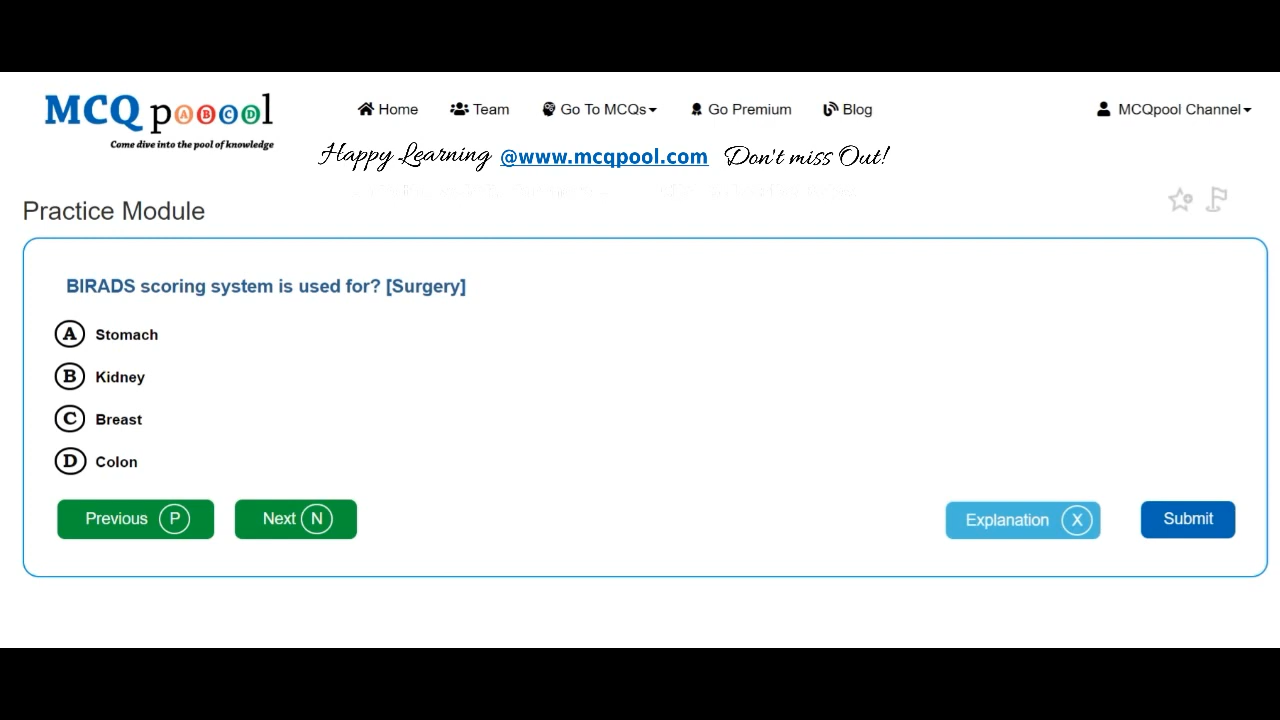 MCQ pooool
Come dive into the pool of knowledge
Home Team Go To MCQs Go Premium Blog MCQpool Channel
Happy Learning @www.mcqpool.com Don't miss Out!
Practice Module
BIRADS scoring system is used for? [Surgery]
A Stomach
B Kidney
C Breast
D Colon
Previous P Next N Explanation X Submit